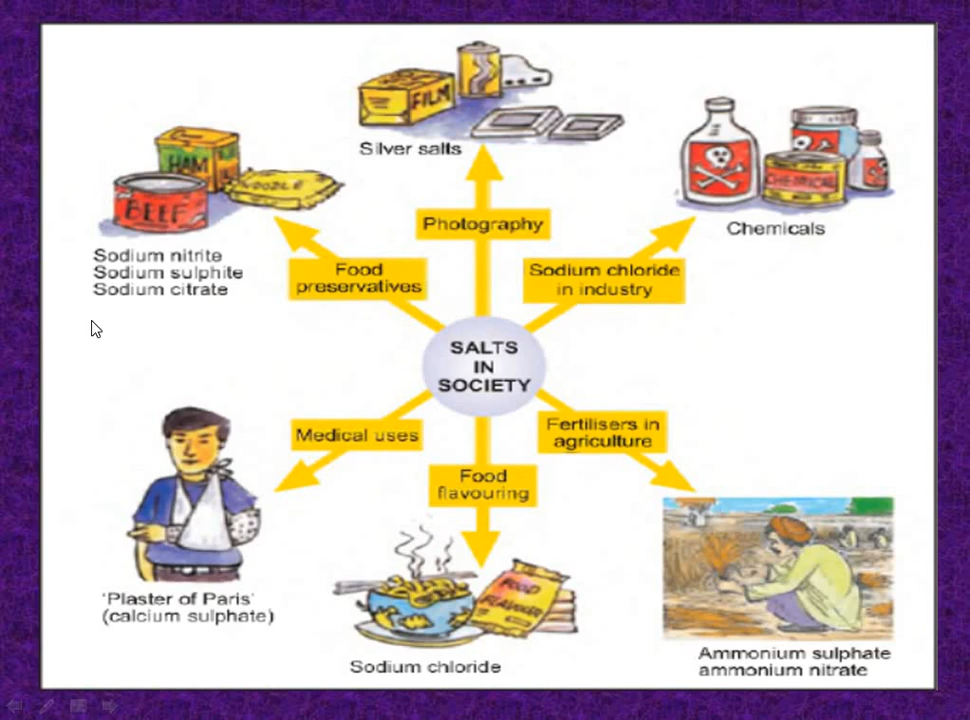 FILM
Silver salts
HAM
NOODLE
BEEF
CHEMICAL
Chemicals
Photography
Sodium nitrite
Sodium sulphite
Sodium citrate
Food
preservatives
Sodium chloride
in industry
SALTS
IN
SOCIETY
Medical uses
Fertilisers in
agriculture
Food
flavouring
'Plaster of Paris'
(calcium sulphate)
FOOD
Sodium chloride
Ammonium sulphate
ammonium nitrate